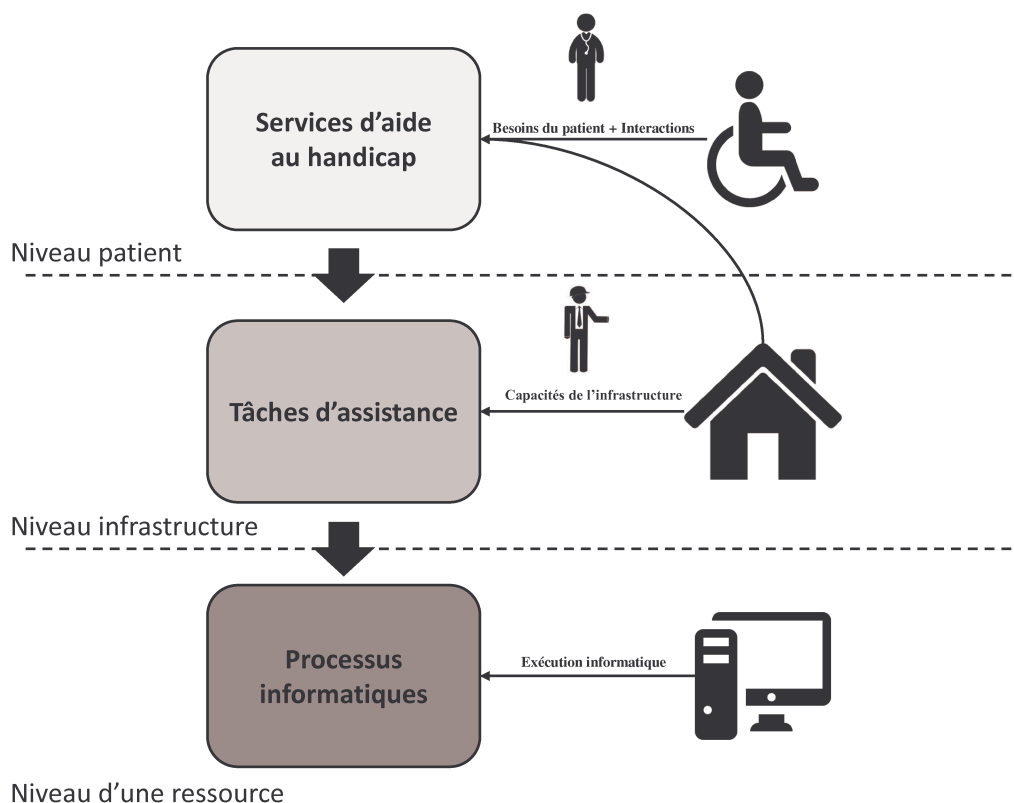 Services d'aide
au handicap
Besoins du patient + Interactions
Niveau patient
Tâches d'assistance
Capacités de l'infrastructure
Niveau infrastructure
Processus
informatiques
Exécution informatique
Niveau d'une ressource